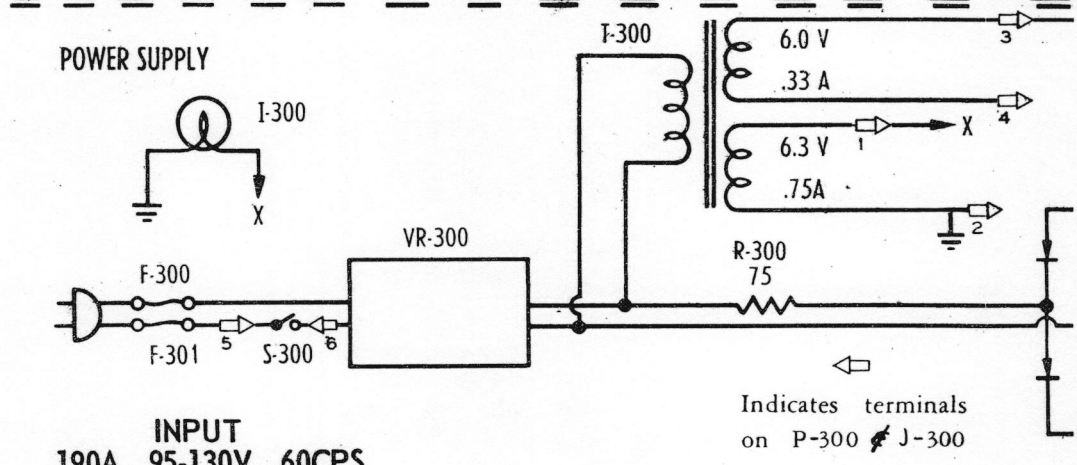 POWER SUPPLY
I-300
X
T-300
6.0 V
.33 A
3
4
6.3 V
.75A
1
X
2
VR-300
R-300
75
F-300
F-301
5
S-300
6
Indicates terminals
on P-300 & J-300
INPUT
190A 95-130V 60CPS